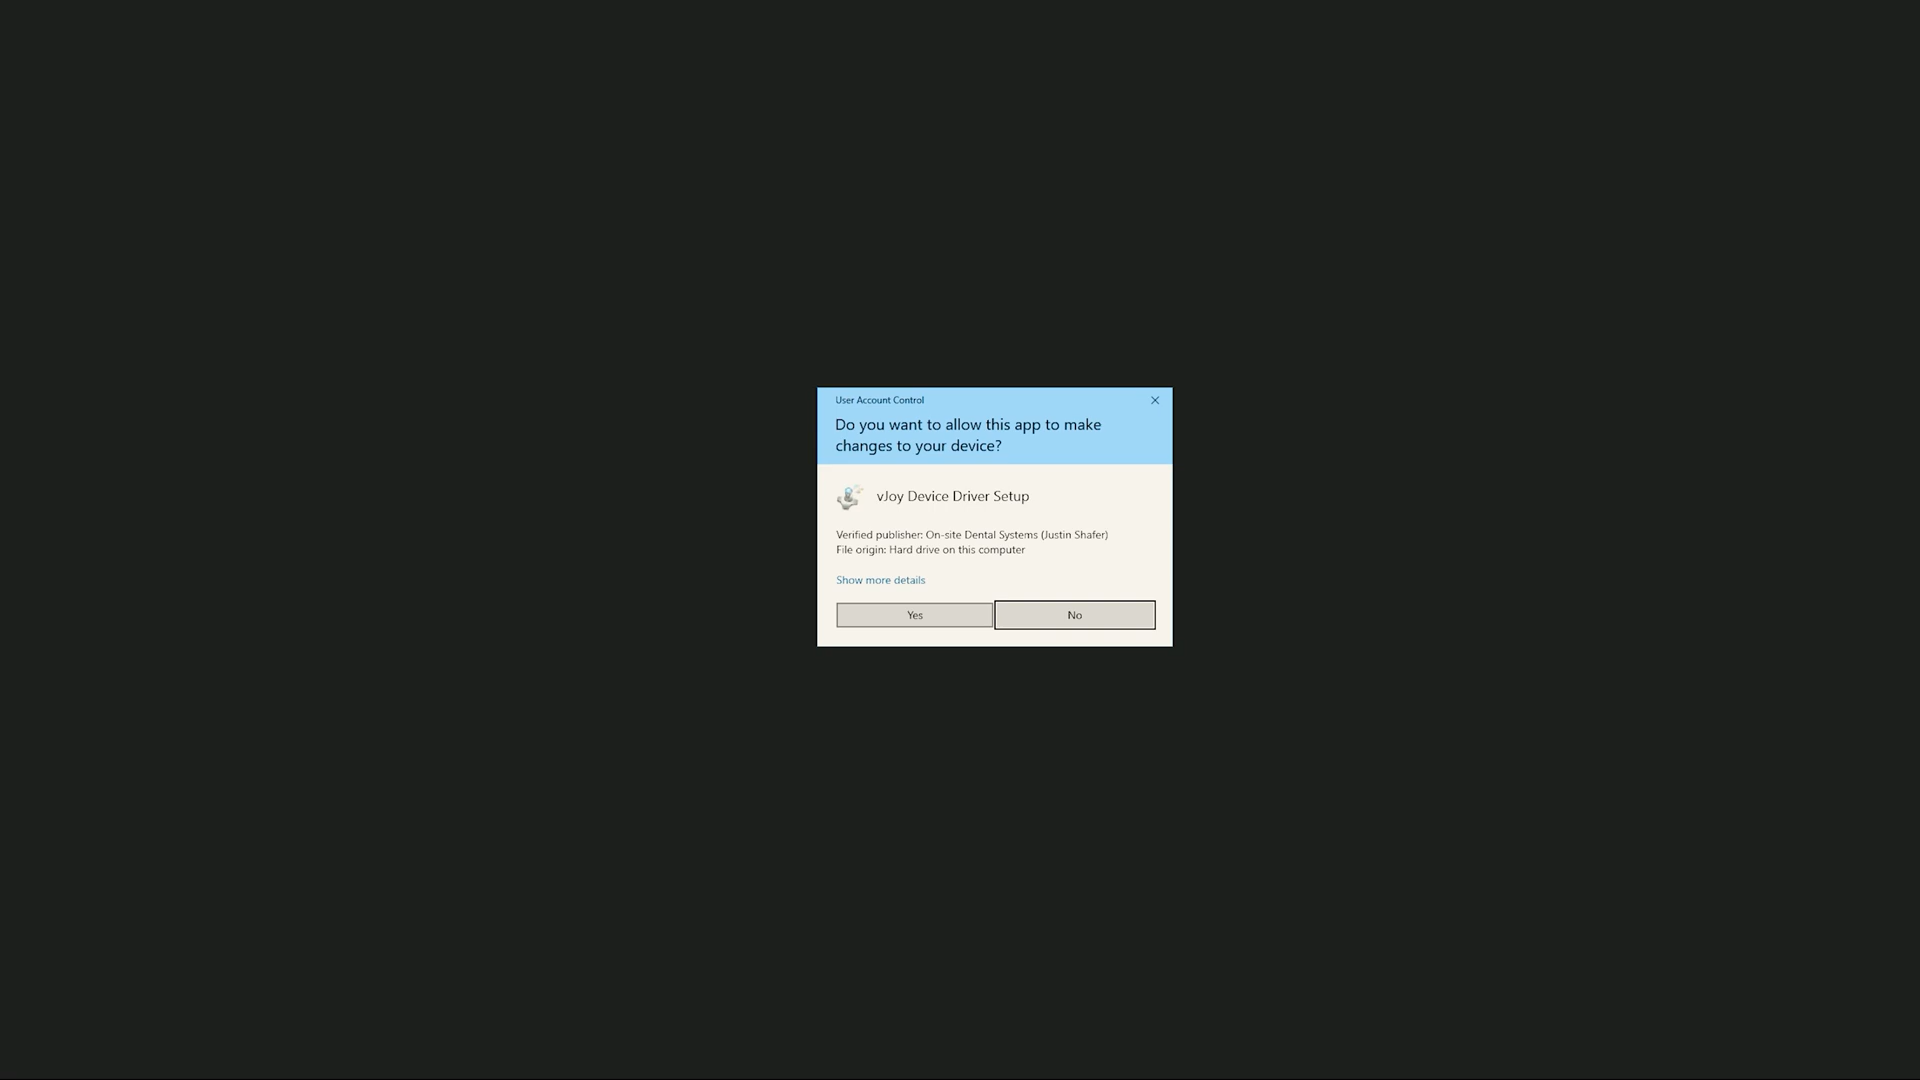 User Account Control
Do you want to allow this app to make
changes to your device?
vJoy Device Driver Setup
Verified publisher: On-site Dental Systems (Justin Shafer)
File origin: Hard drive on this computer
Show more details
Yes
No